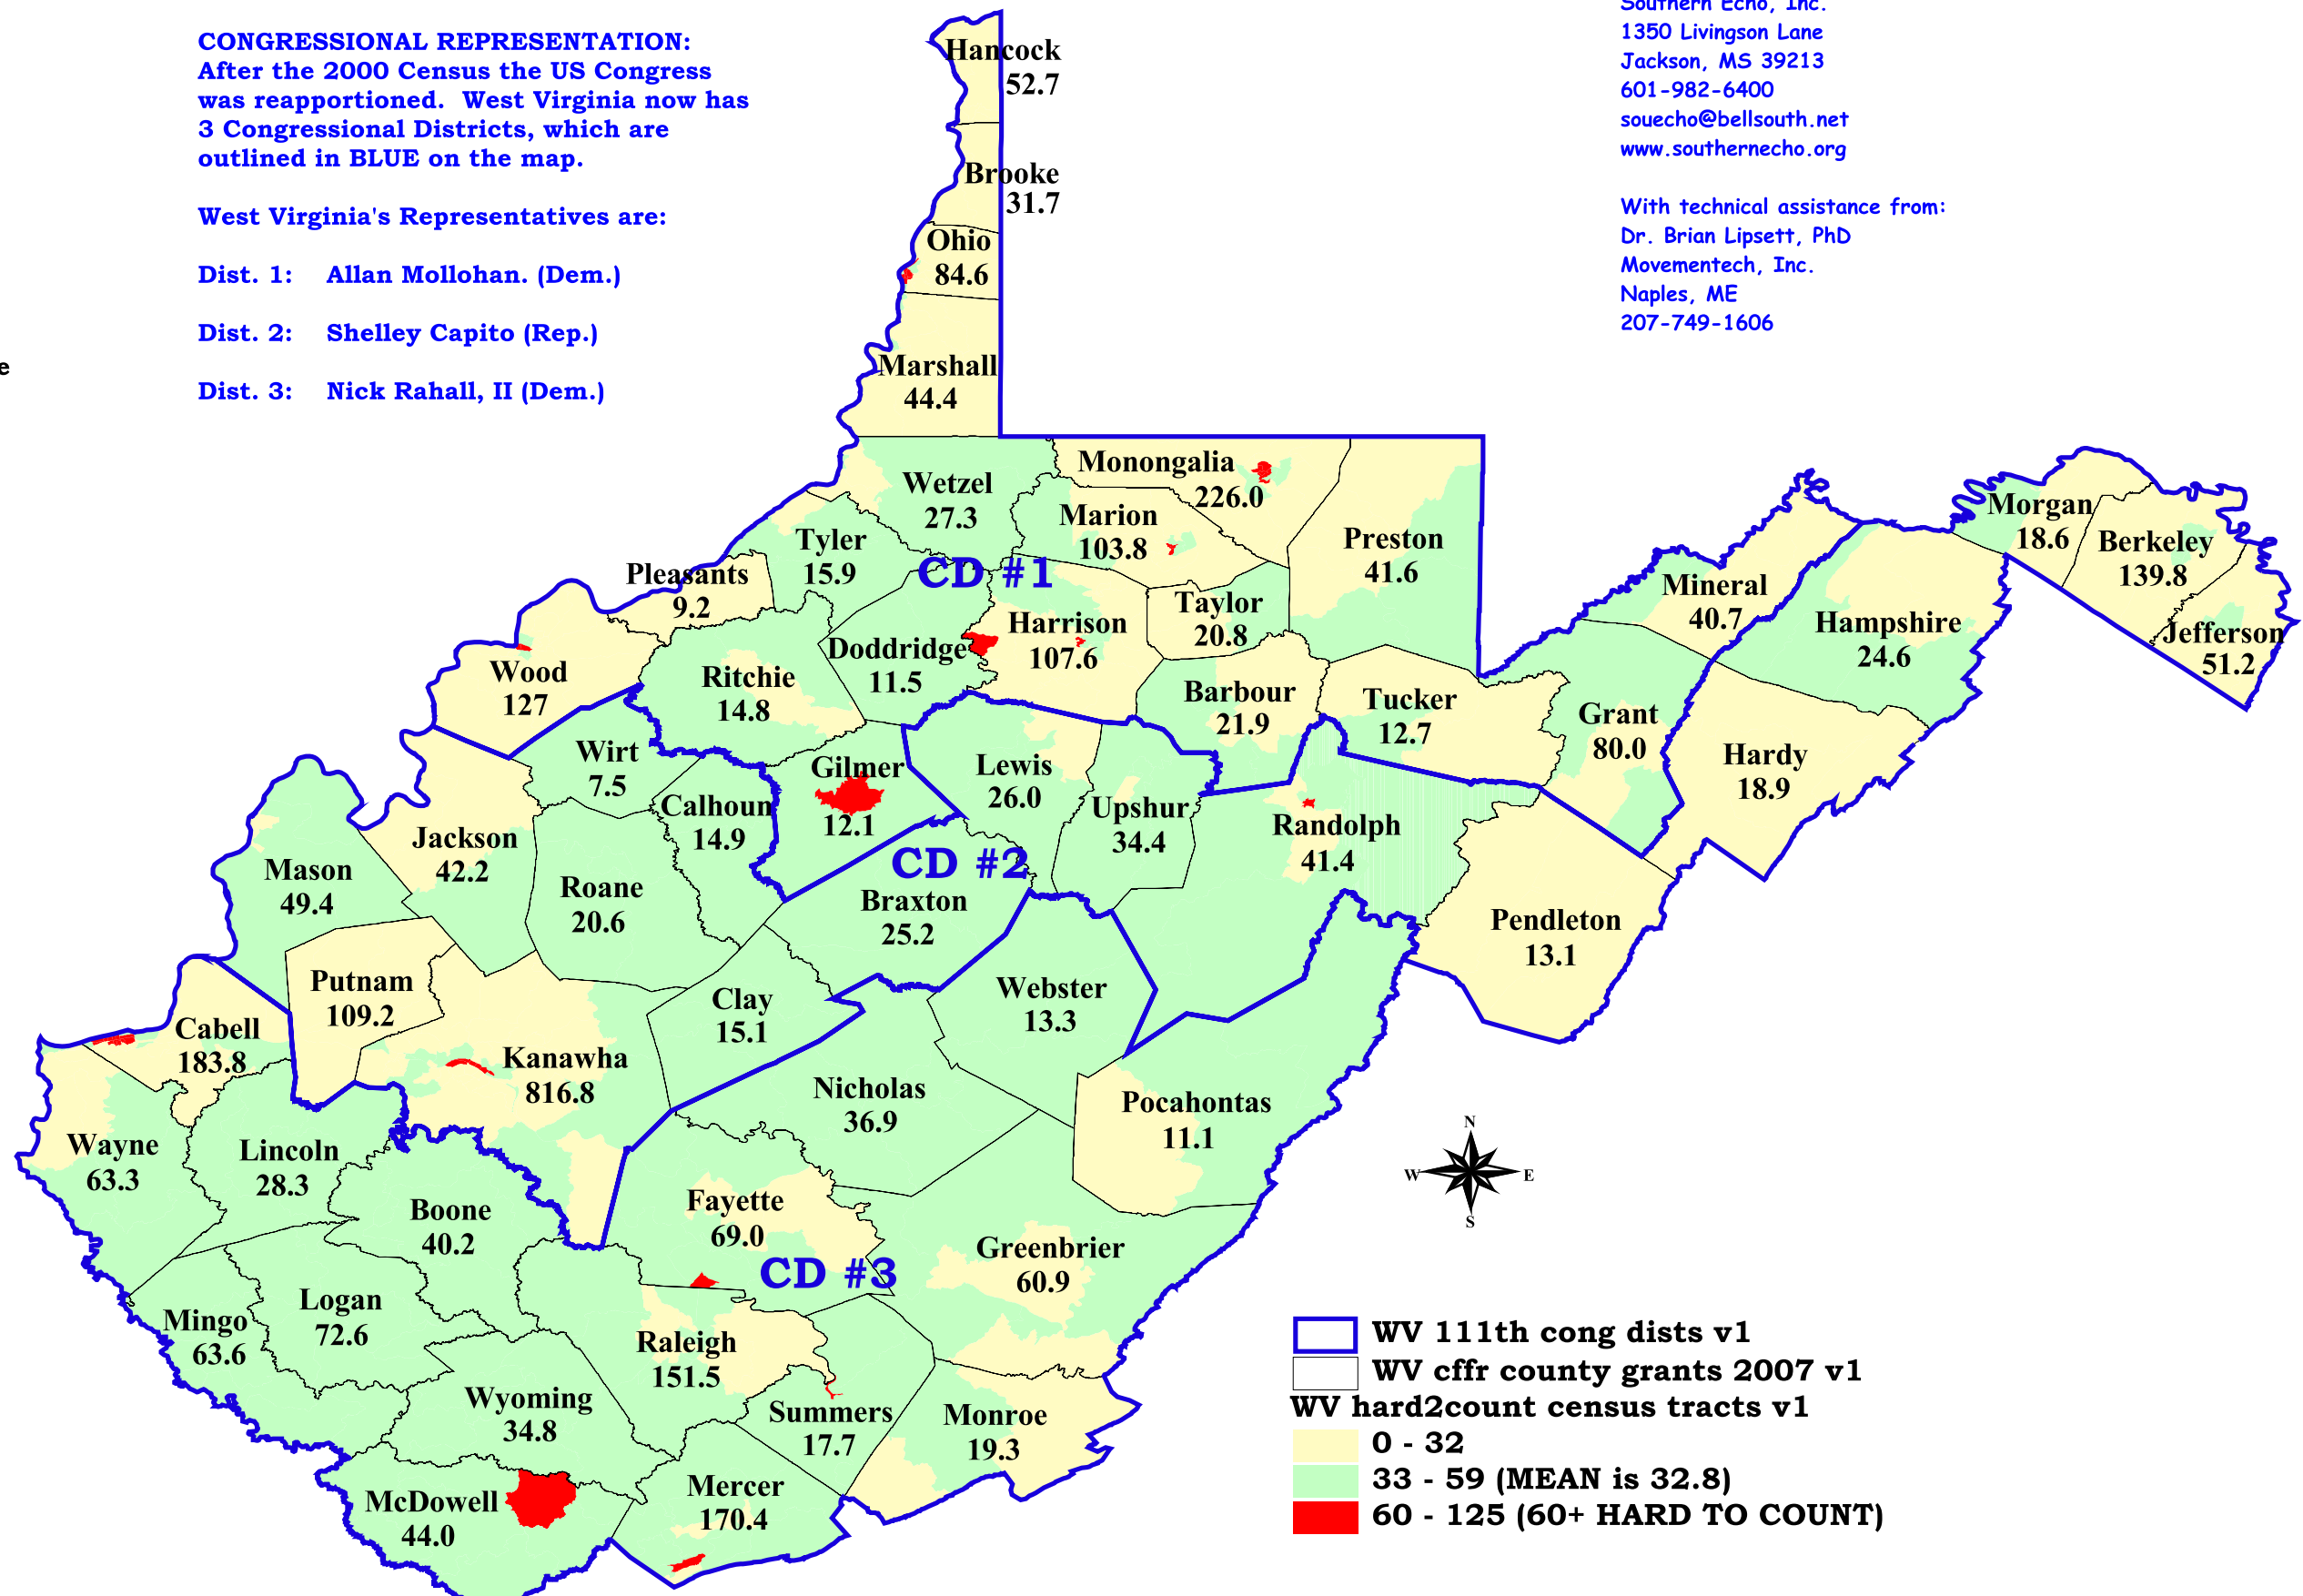 CONGRESSIONAL REPRESENTATION:
After the 2000 Census the US Congress
was reapportioned.  West Virginia now has
3 Congressional Districts, which are
outlined in BLUE on the map.
West Virginia's Representatives are:
Dist. 1: Allan Mollohan. (Dem.)
Dist. 2: Shelley Capito (Rep.)
Dist. 3: Nick Rahall, II (Dem.)
e
Southern Echo, Inc.
1350 Livingson Lane
Jackson, MS 39213
601-982-6400
souecho@bellsouth.net
www.southernecho.org
With technical assistance from:
Dr. Brian Lipsett, PhD
Movementech, Inc.
Naples, ME
207-749-1606
Hancock
52.7
Brooke
31.7
Ohio
84.6
Marshall
44.4
Wetzel
27.3
Monongalia
226.0
Marion
103.8
Preston
41.6
Tyler
15.9
CD #1
Pleasants
9.2
Taylor
20.8
Harrison
107.6
Doddridge
11.5
Ritchie
14.8
Wood
127
Barbour
21.9
Tucker
12.7
Mineral
40.7
Grant
80.0
Hampshire
24.6
Hardy
18.9
Morgan
18.6
Berkeley
139.8
Jefferson
51.2
Wirt
7.5
Calhoun
14.9
Gilmer
12.1
Lewis
26.0
Upshur
34.4
Randolph
41.4
Pendleton
13.1
CD #2
Jackson
42.2
Mason
49.4
Roane
20.6
Braxton
25.2
Putnam
109.2
Clay
15.1
Webster
13.3
Cabell
183.8
Kanawha
816.8
Nicholas
36.9
Pocahontas
11.1
Wayne
63.3
Lincoln
28.3
Boone
40.2
Fayette
69.0
Greenbrier
60.9
CD #3
Mingo
63.6
Logan
72.6
Raleigh
151.5
Wyoming
34.8
Summers
17.7
Monroe
19.3
McDowell
44.0
Mercer
170.4
N
W
E
S
WV 111th cong dists v1
WV cffr county grants 2007 v1
WV hard2count census tracts v1
0 - 32
33 - 59 (MEAN is 32.8)
60 - 125 (60+ HARD TO COUNT)